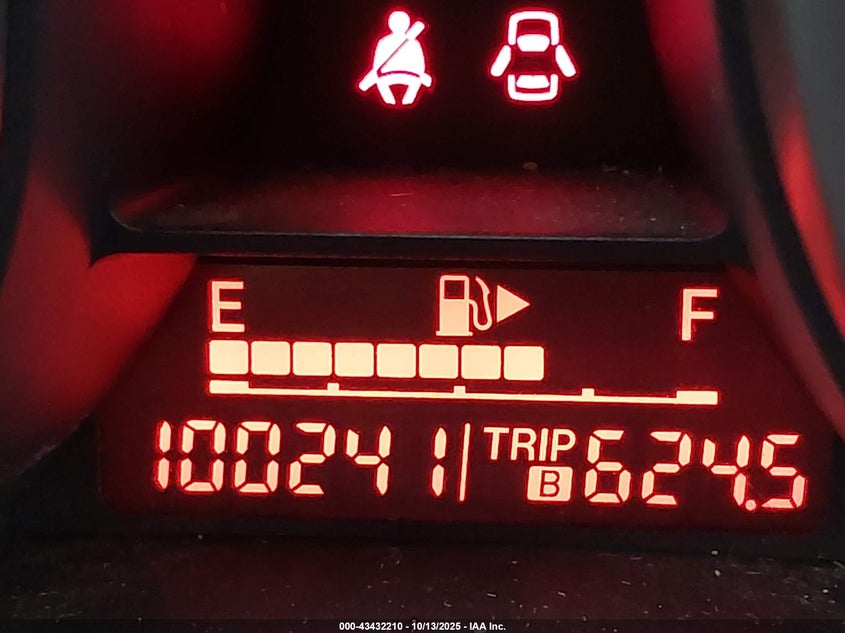 E F
100241 TRIP B 624.5
000-43432210 - 10/13/2025 - IAA Inc.